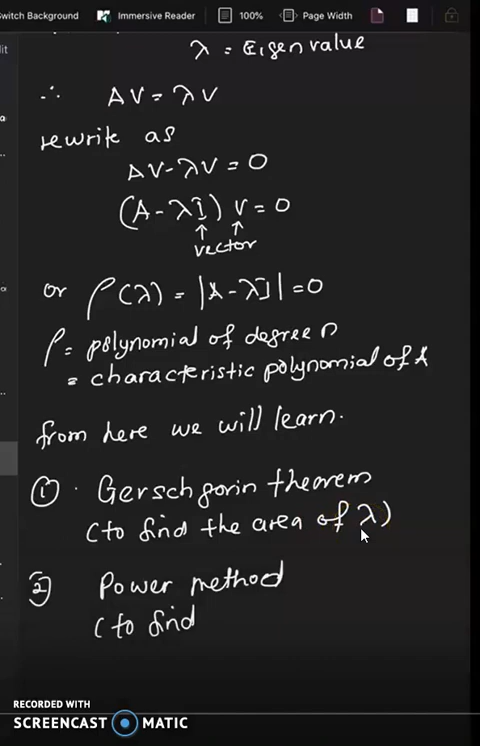 Switch Background Immersive Reader 100% Page Width
λ = Eigen value
∴ AV = λV
rewrite as
AV - λV = 0
(A - λI) V = 0
↑ ↑
vector
or ρ(λ) = |A - λI| = 0
ρ = polynomial of degree n
= characteristic polynomial of A
from here we will learn.
① . Gerschgorin theorem
(to find the area of λ)
② Power method
(to find
RECORDED WITH
SCREENCAST MATIC